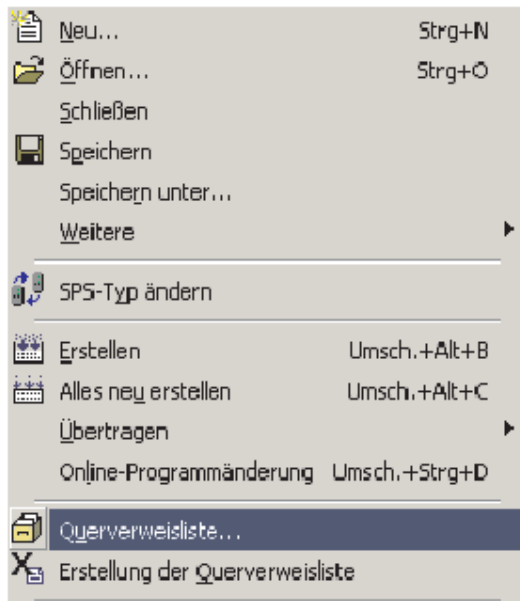 Neu... Strg+N
Öffnen... Strg+O
Schließen
Speichern
Speichern unter...
Weitere
SPS-Typ ändern
Erstellen Umsch.+Alt+B
Alles neu erstellen Umsch.+Alt+C
Übertragen
Online-Programmänderung Umsch.+Strg+D
Querverweisliste...
Erstellung der Querverweisliste